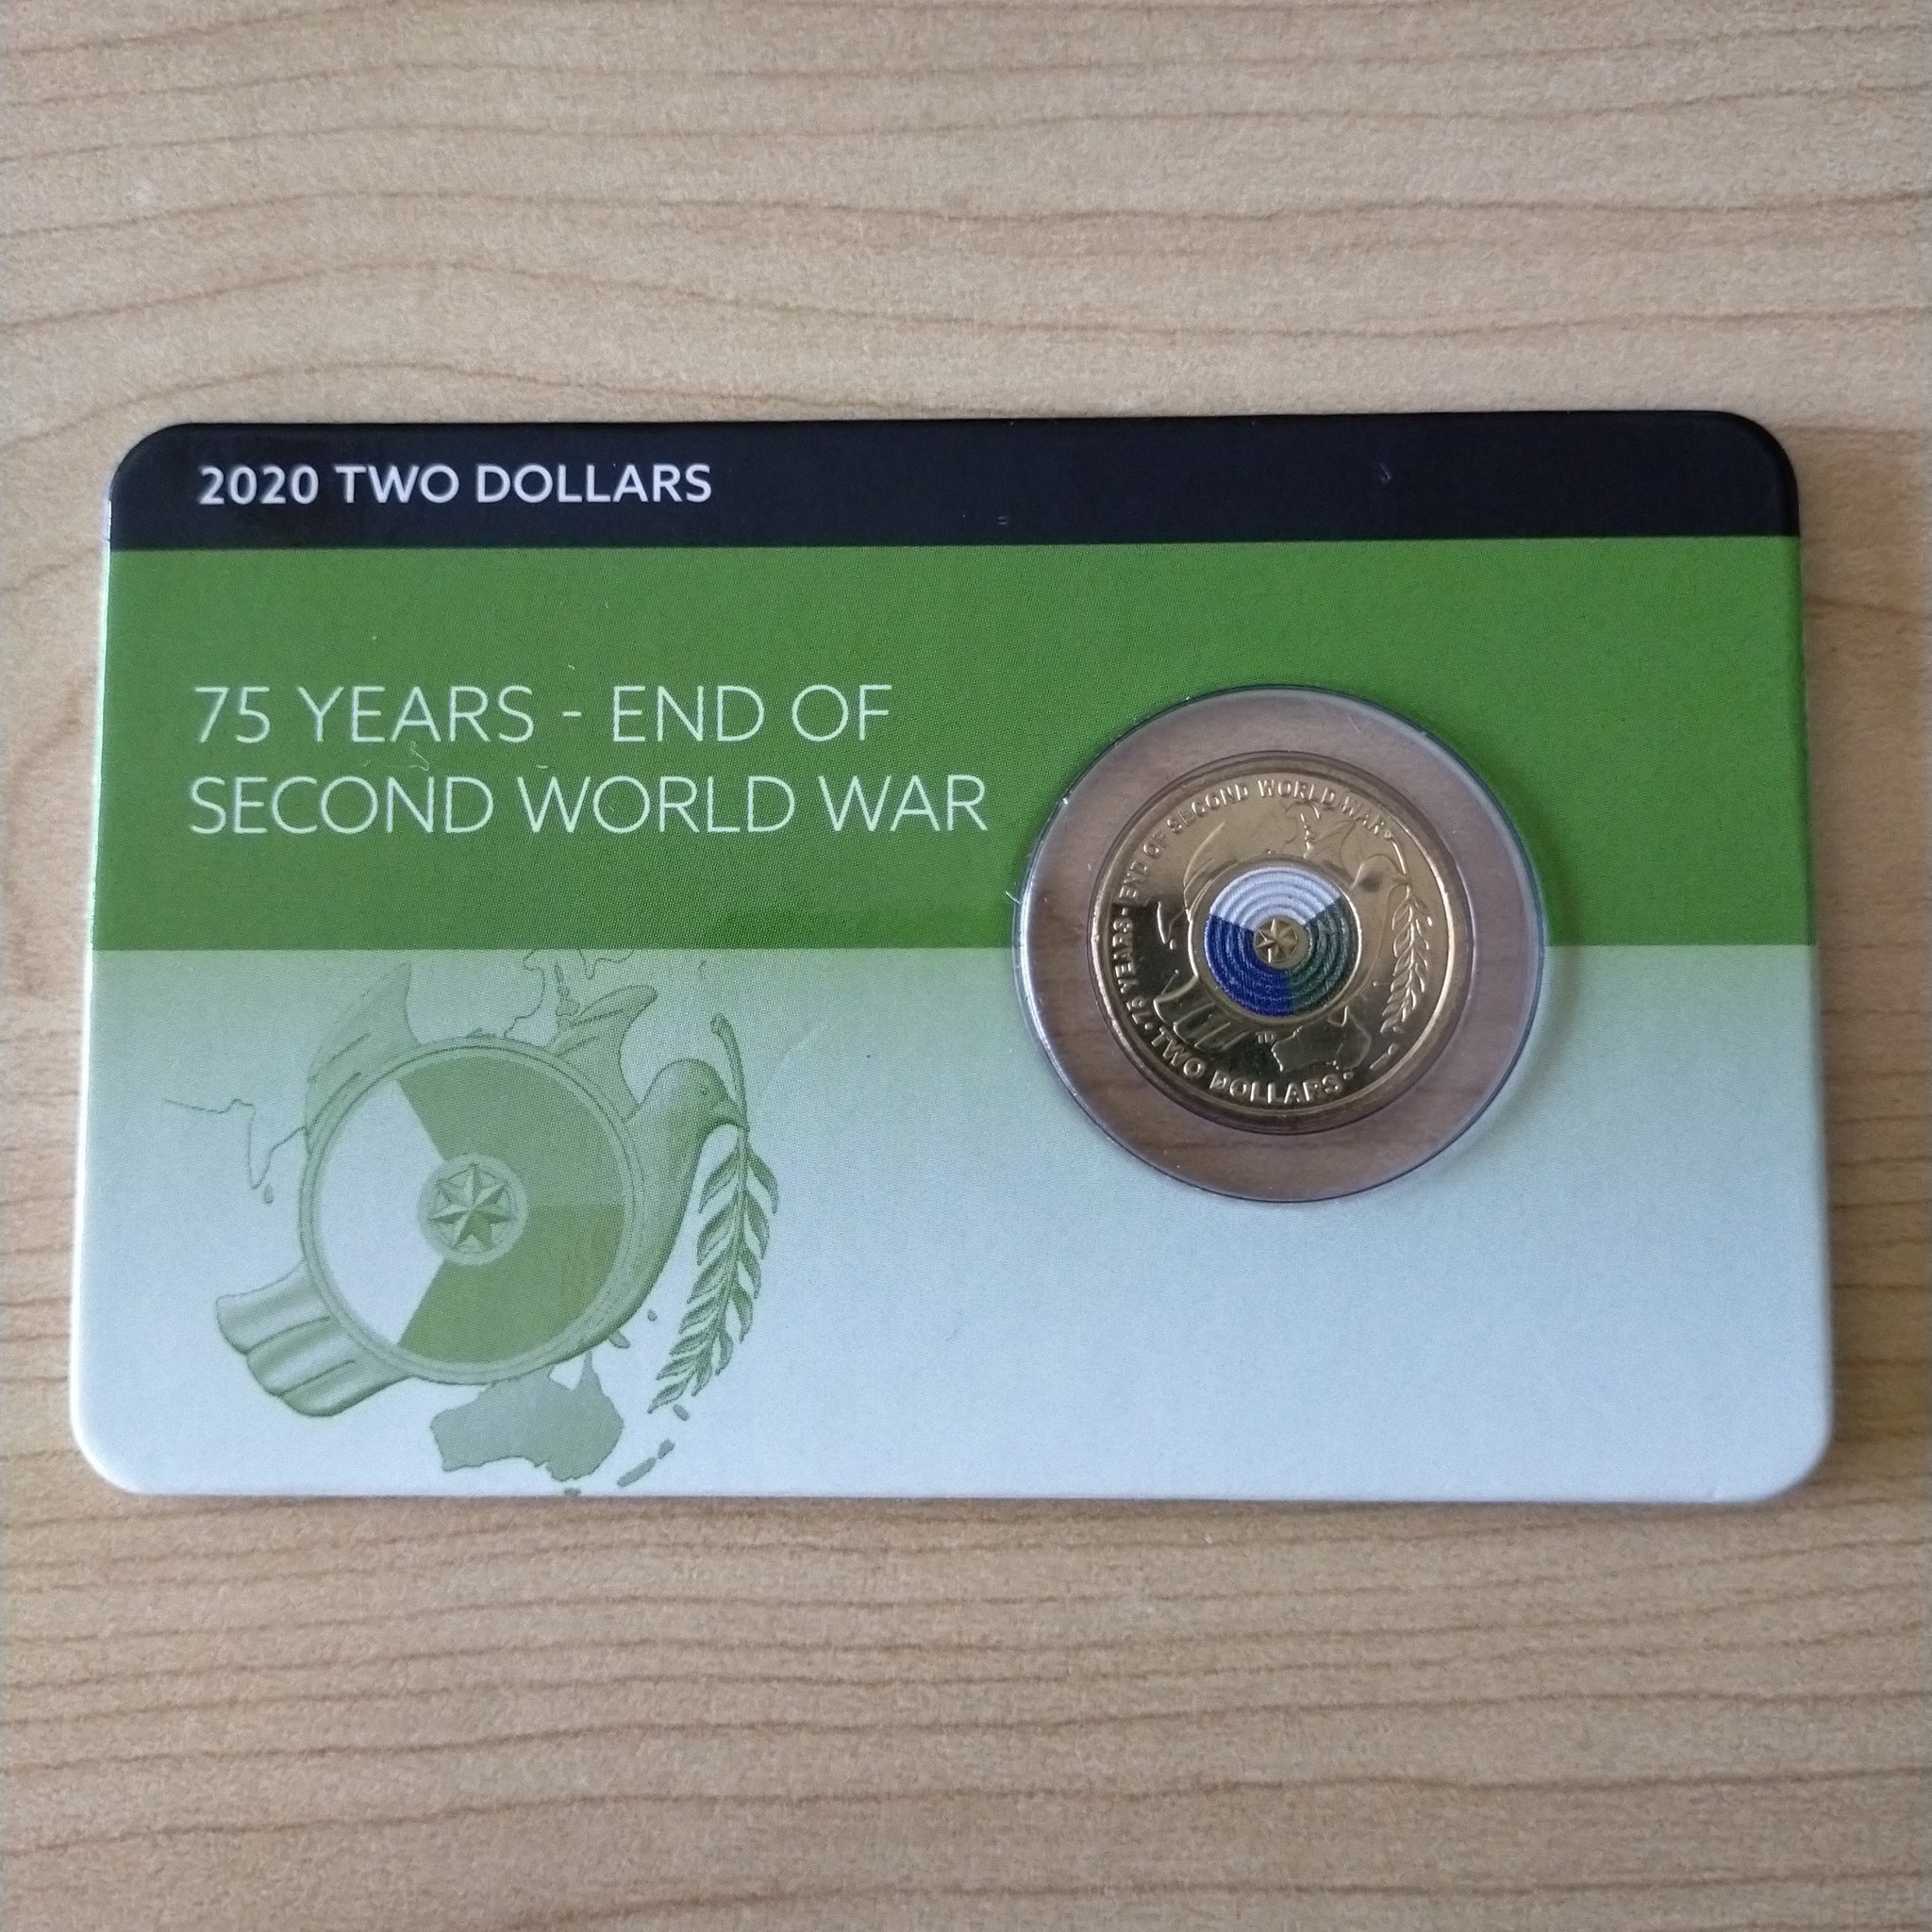 2020 TWO DOLLARS
75 YEARS - END OF
SECOND WORLD WAR
75 YEARS - END OF SECOND WORLD WAR
TWO DOLLARS
TD